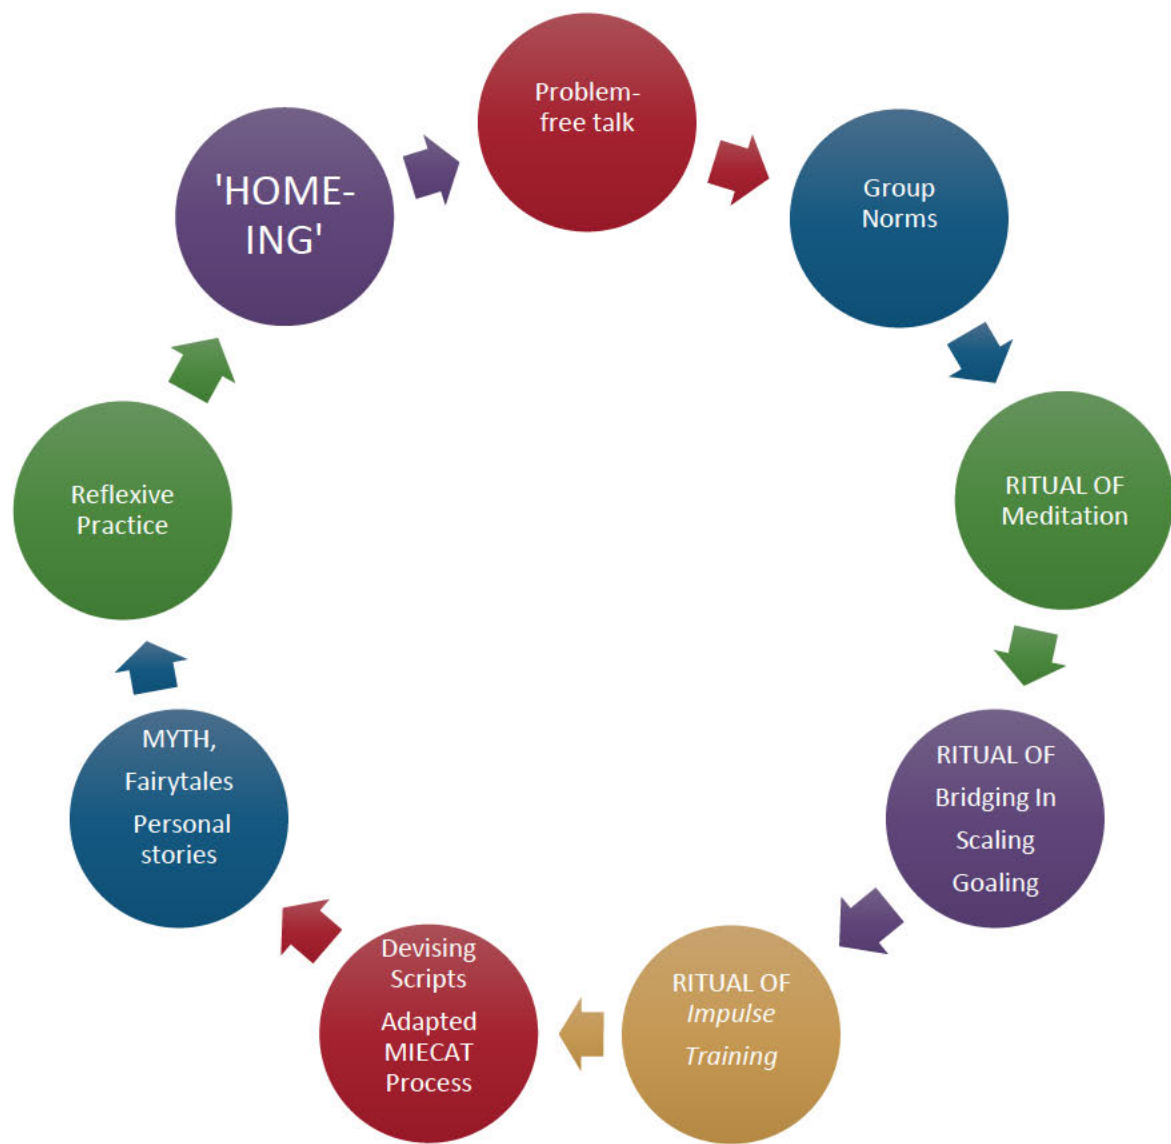 Problem-
free talk
Group
Norms
RITUAL OF
Meditation
RITUAL OF
Bridging In
Scaling
Goaling
RITUAL OF
Impulse
Training
Devising
Scripts
Adapted
MIECAT
Process
MYTH,
Fairytales
Personal
stories
Reflexive
Practice
'HOME-
ING'